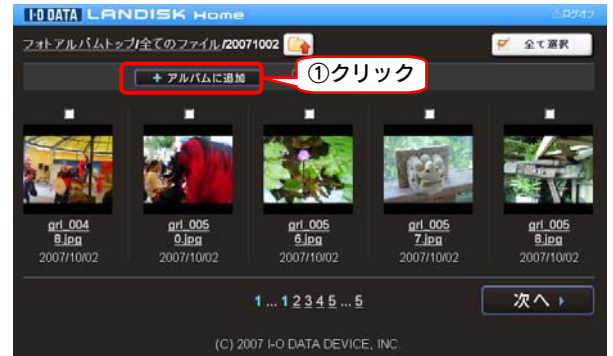 I-O DATA LANDISK Home
ログオフ
フォトアルバムトップ/全てのファイル/20071002
全て選択
+ アルバムに追加
①クリック
grl_004
8.jpg
2007/10/02
grl_005
0.jpg
2007/10/02
grl_005
6.jpg
2007/10/02
grl_005
7.jpg
2007/10/02
grl_005
8.jpg
2007/10/02
1 ... 1 2 3 4 5 ... 5
次へ
(C) 2007 I-O DATA DEVICE, INC.